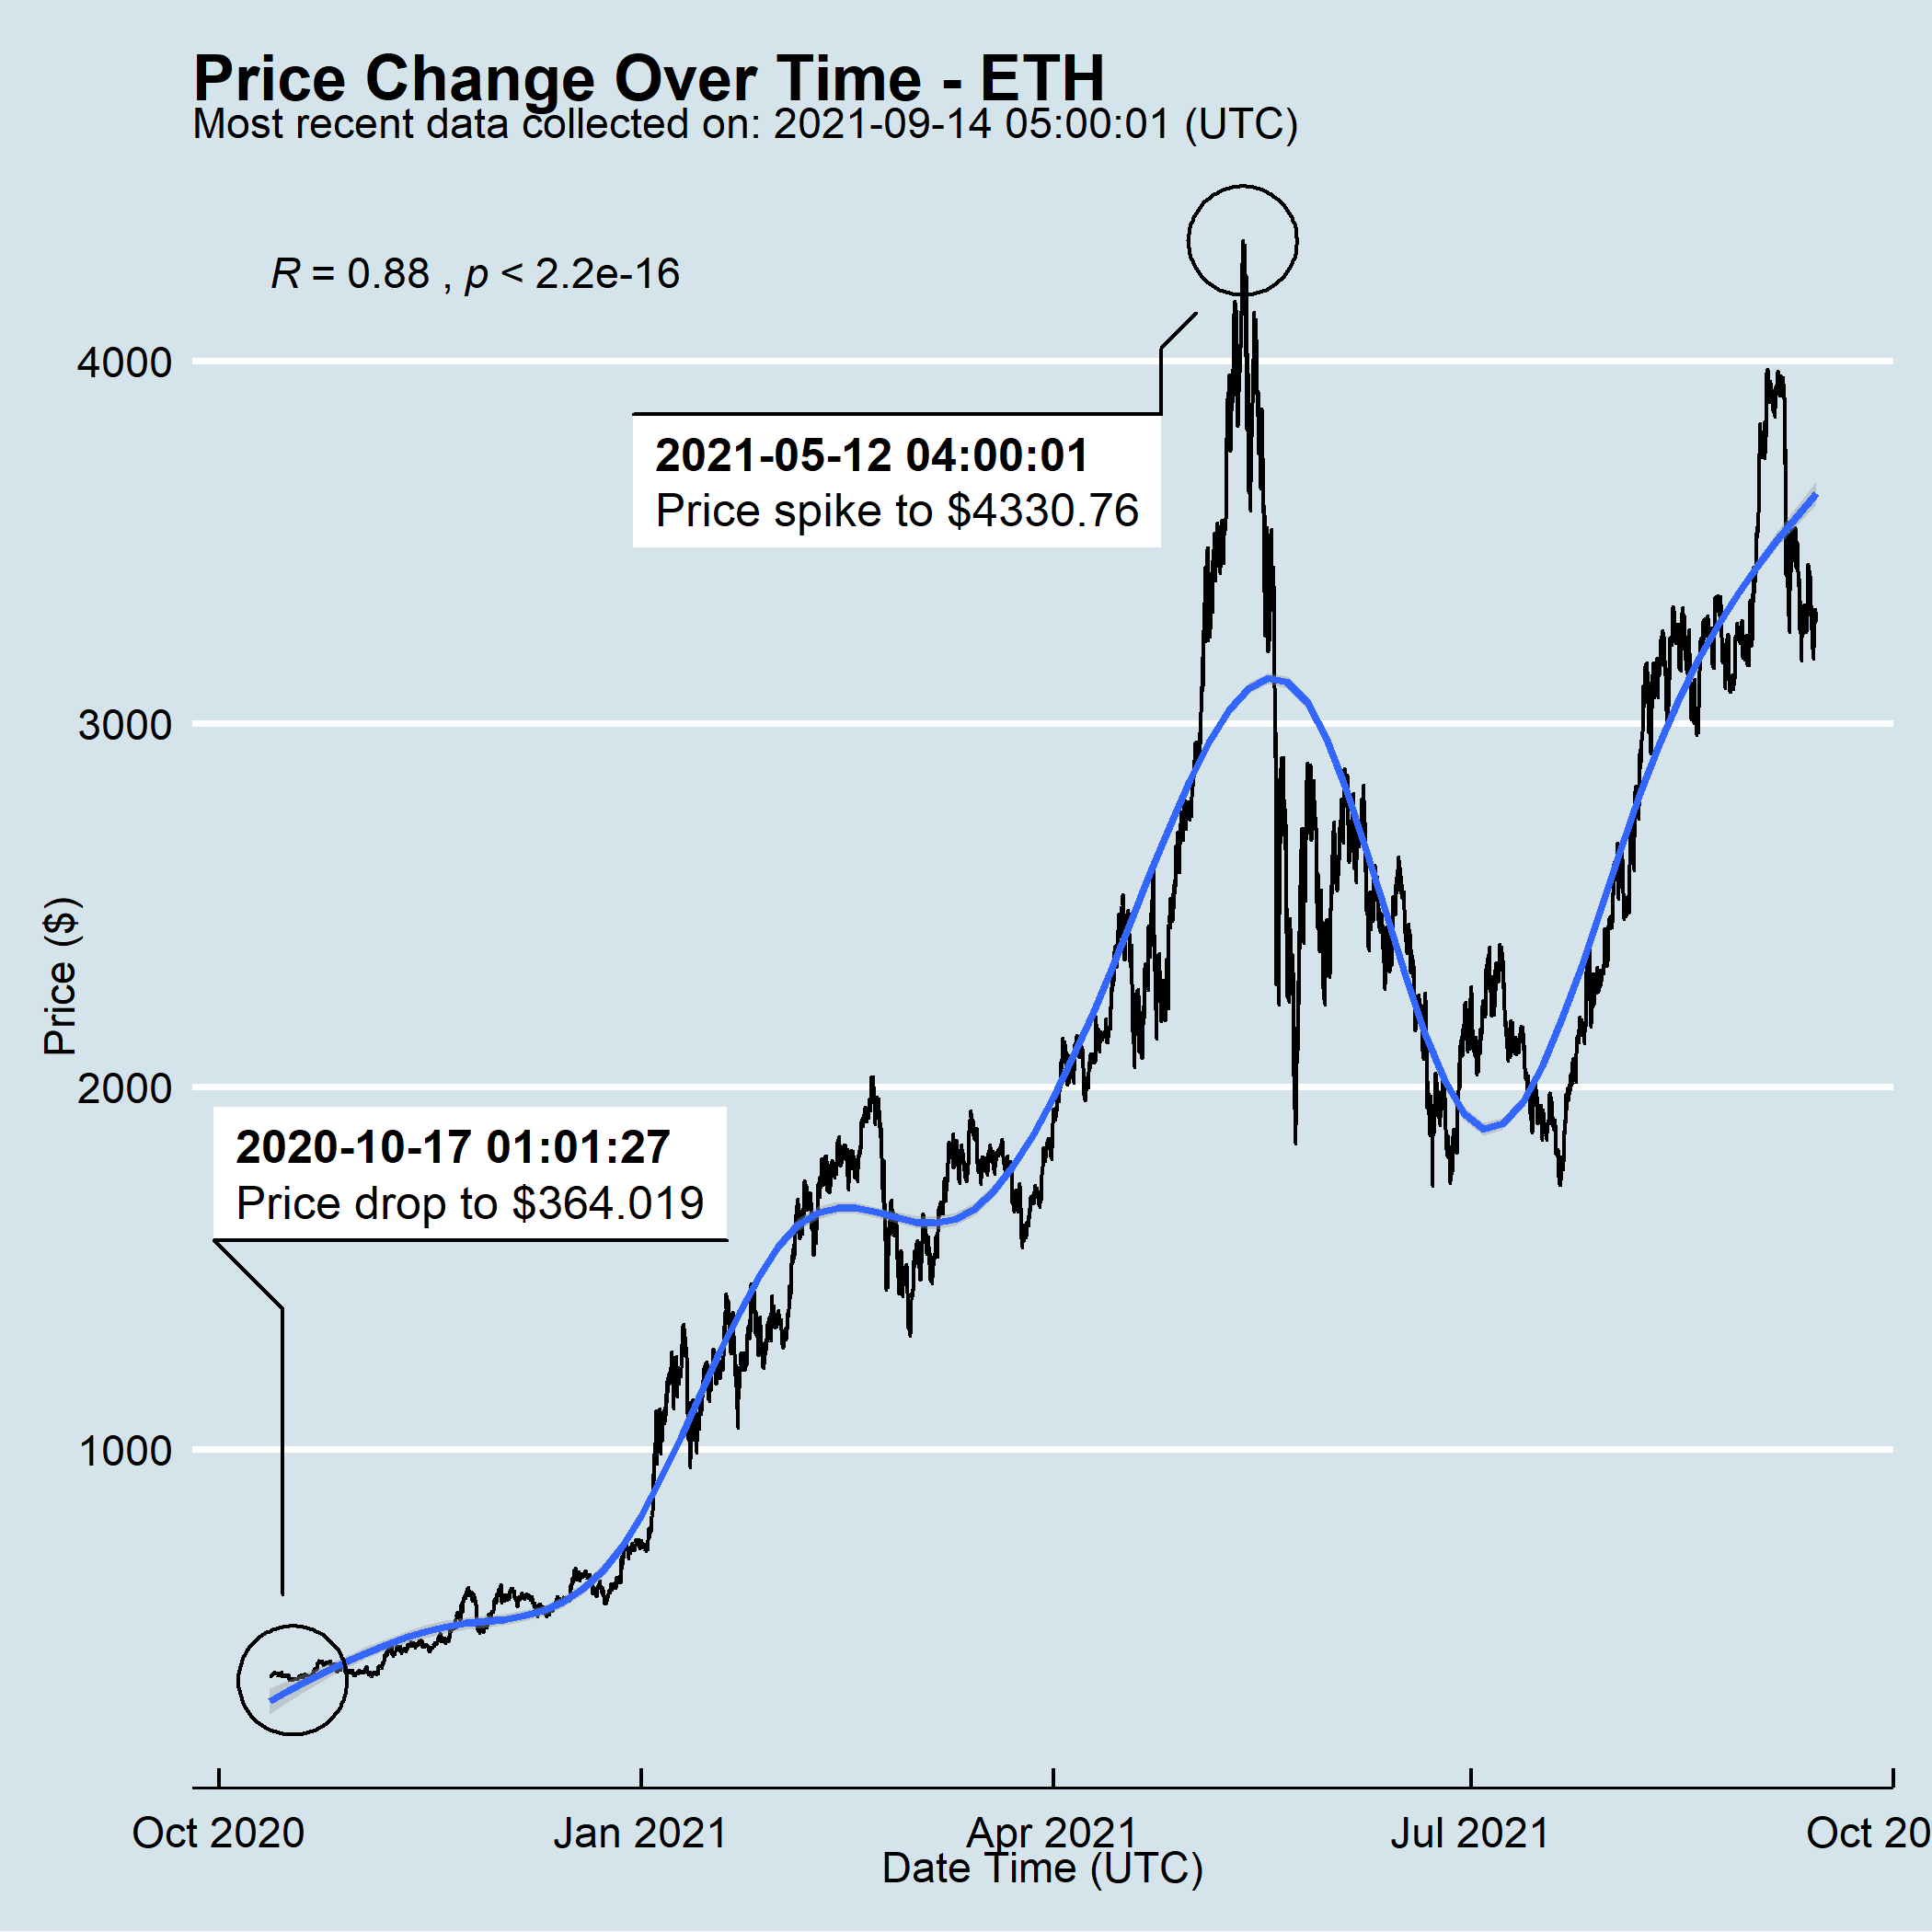 Price Change Over Time - ETH
Most recent data collected on: 2021-09-14 05:00:01 (UTC)
R = 0.88 , p < 2.2e-16
4000
2021-05-12 04:00:01
Price spike to $4330.76
3000
Price ($)
2000
2020-10-17 01:01:27
Price drop to $364.019
1000
Oct 2020 Jan 2021 Apr 2021 Jul 2021 Oct 20
Date Time (UTC)